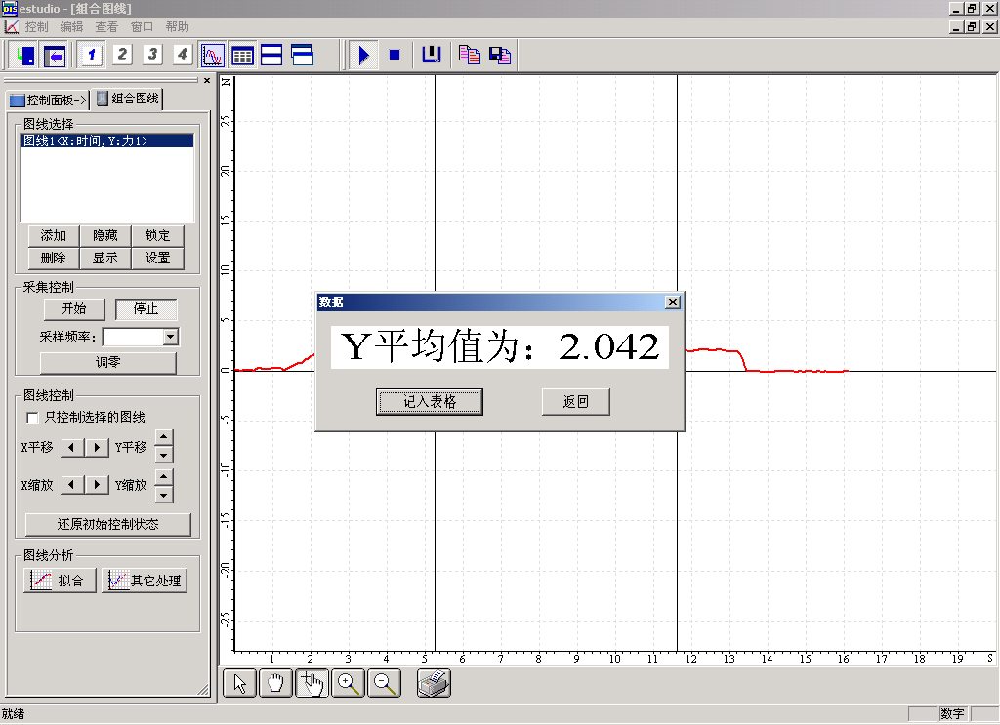 DIS estudio - [组合图线]
控制 编辑 查看 窗口 帮助
1 2 3 4
控制面板-> 组合图线
图线选择
图线1<X:时间,Y:力1>
添加 隐藏 锁定
删除 显示 设置
采集控制
开始 停止
采样频率:
调零
图线控制
只控制选择的图线
X平移 Y平移
X缩放 Y缩放
还原初始控制状态
图线分析
拟合 其它处理
N
25
20
15
10
5
0
-5
-10
-15
-20
-25
1 2 3 4 5 6 7 8 9 10 11 12 13 14 15 16 17 18 19 S
数据
Y平均值为：2.042
记入表格 返回
就绪 数字